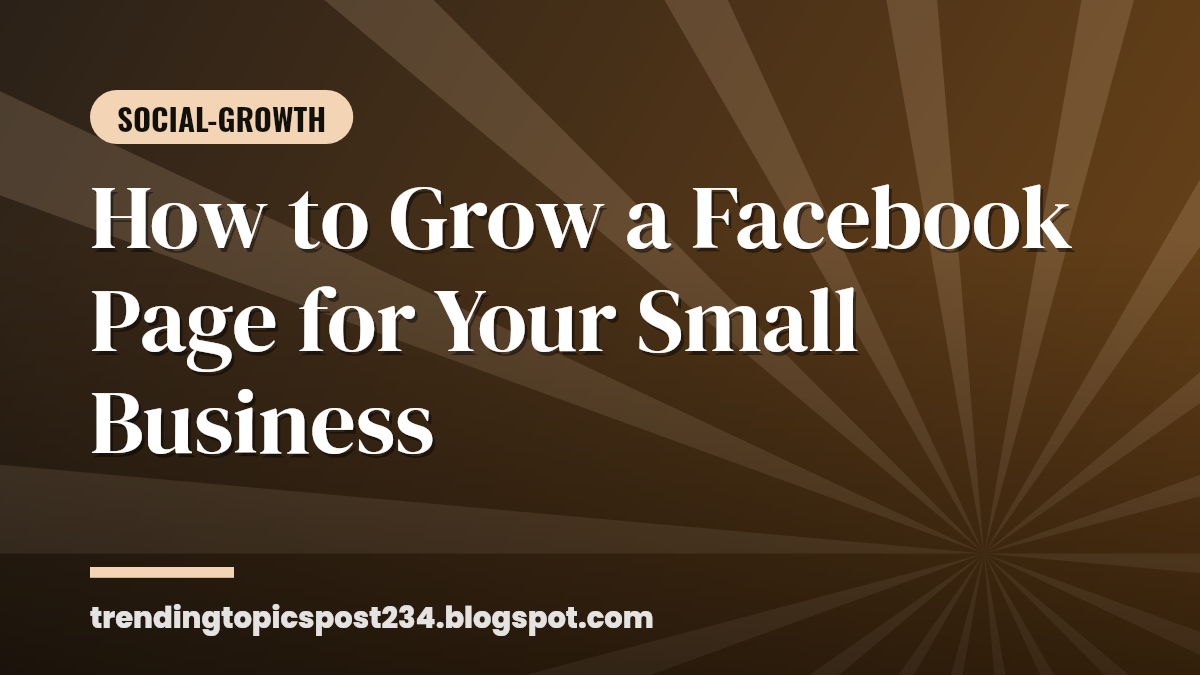 SOCIAL-GROWTH
How to Grow a Facebook
Page for Your Small
Business
trendingtopicspost234.blogspot.com